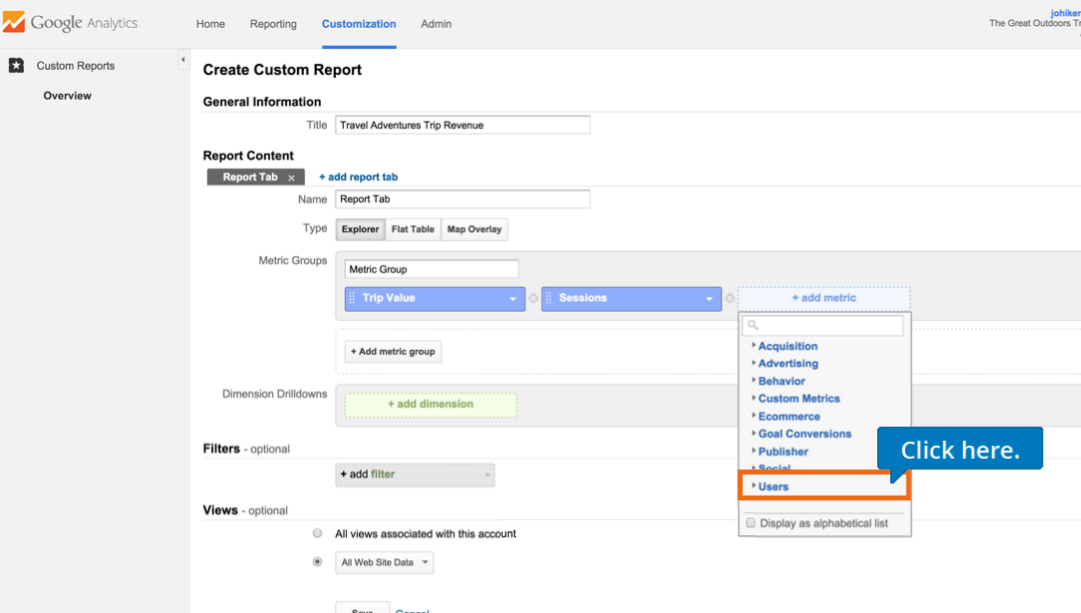 Google Analytics
Home Reporting Customization Admin
johiker
The Great Outdoors
Custom Reports
Overview
Create Custom Report
General Information
Title Travel Adventures Trip Revenue
Report Content
Report Tab x + add report tab
Name Report Tab
Type Explorer Flat Table Map Overlay
Metric Groups
Metric Group
Trip Value Sessions + add metric
Acquisition
Advertising
Behavior
Custom Metrics
Ecommerce
Goal Conversions
Publisher
Social
Users
Display as alphabetical list
+ Add metric group
Dimension Drilldowns + add dimension
Click here.
Filters - optional
+ add filter
Views - optional
All views associated with this account
All Web Site Data
Save Cancel